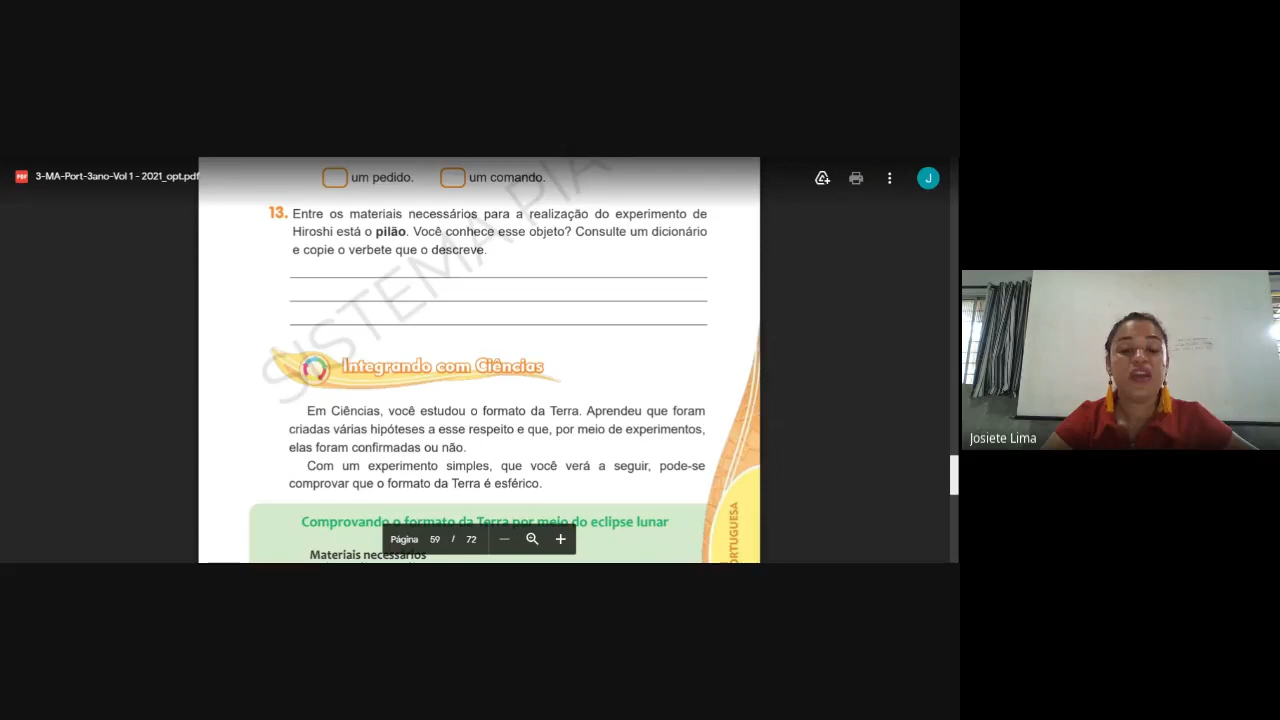 3-MA-Port-3ano-Vol 1 - 2021_opt.pdf
J
um pedido. um comando.
13. Entre os materiais necessários para a realização do experimento de
Hiroshi está o pilão. Você conhece esse objeto? Consulte um dicionário
e copie o verbete que o descreve.
SISTEMA PIA
Integrando com Ciências
Em Ciências, você estudou o formato da Terra. Aprendeu que foram
criadas várias hipóteses a esse respeito e que, por meio de experimentos,
elas foram confirmadas ou não.
Com um experimento simples, que você verá a seguir, pode-se
comprovar que o formato da Terra é esférico.
Comprovando o formato da Terra por meio do eclipse lunar
Materiais necessários
Página 59 / 72
ORTUGUESA
Josiete Lima